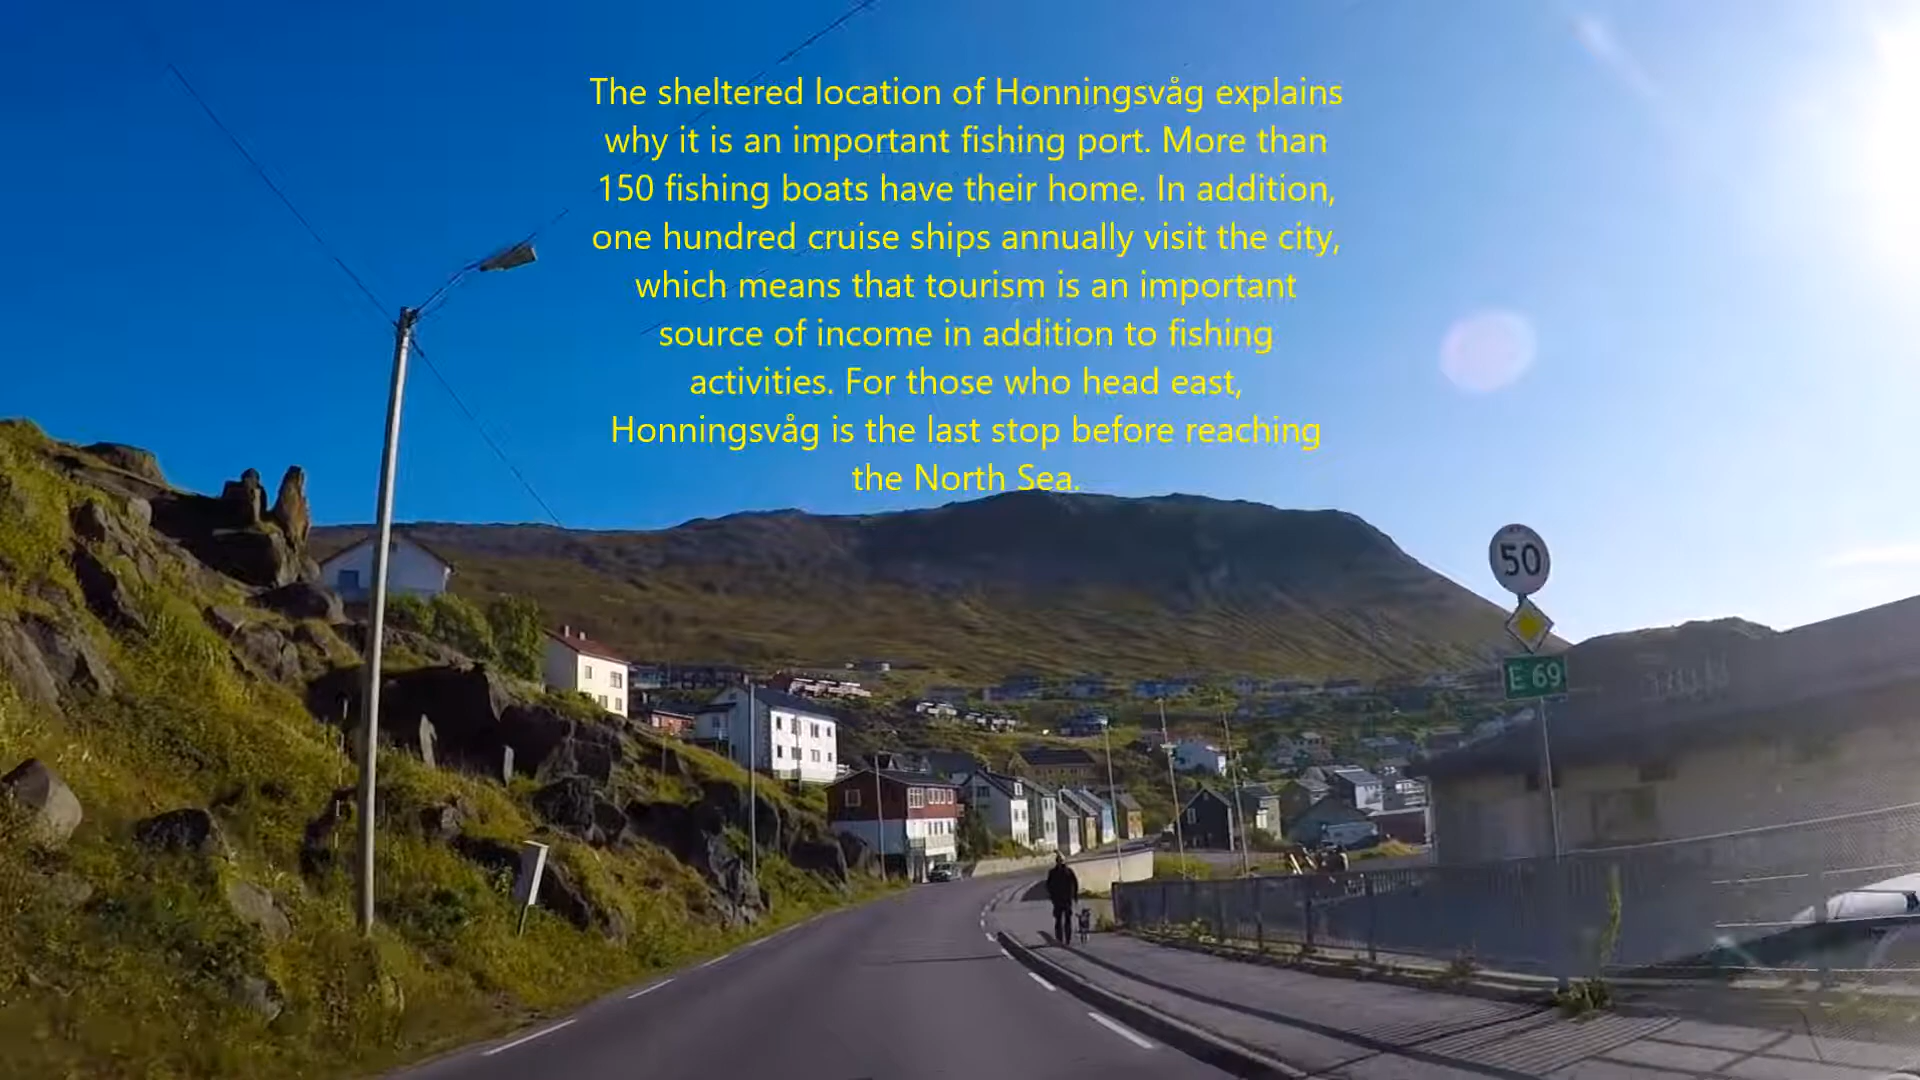 The sheltered location of Honningsvåg explains
why it is an important fishing port. More than
150 fishing boats have their home. In addition,
one hundred cruise ships annually visit the city,
which means that tourism is an important
source of income in addition to fishing
activities. For those who head east,
Honningsvåg is the last stop before reaching
the North Sea.
50
E 69